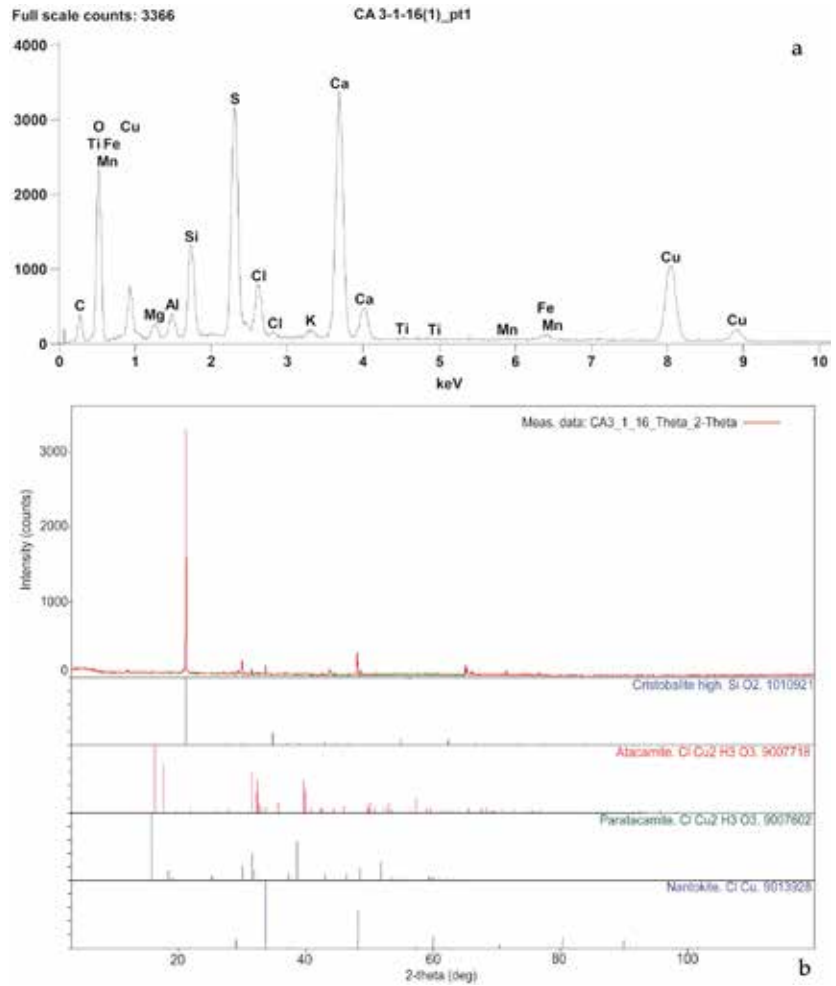 Full scale counts: 3366
CA 3-1-16(1)_pt1
a
4000
3000
2000
1000
0
O Cu
Ti Fe
Mn
C
Mg
Al
Si
S
Cl
Cl
K
Ca
Ca
Ti
Ti
Mn
Fe
Mn
Cu
Cu
0 1 2 3 4 5 6 7 8 9 10
keV
Meas. data: CA3_1_16_Theta_2-Theta
Intensity (counts)
3000
2000
1000
0
Cristobalite high, Si O2, 1010921
Atacamite, Cl Cu2 H3 O3, 9007718
Paratacamite, Cl Cu2 H3 O3, 9007602
Nantokite, Cl Cu, 9013928
20 40 60 80 100
2-theta (deg)
b